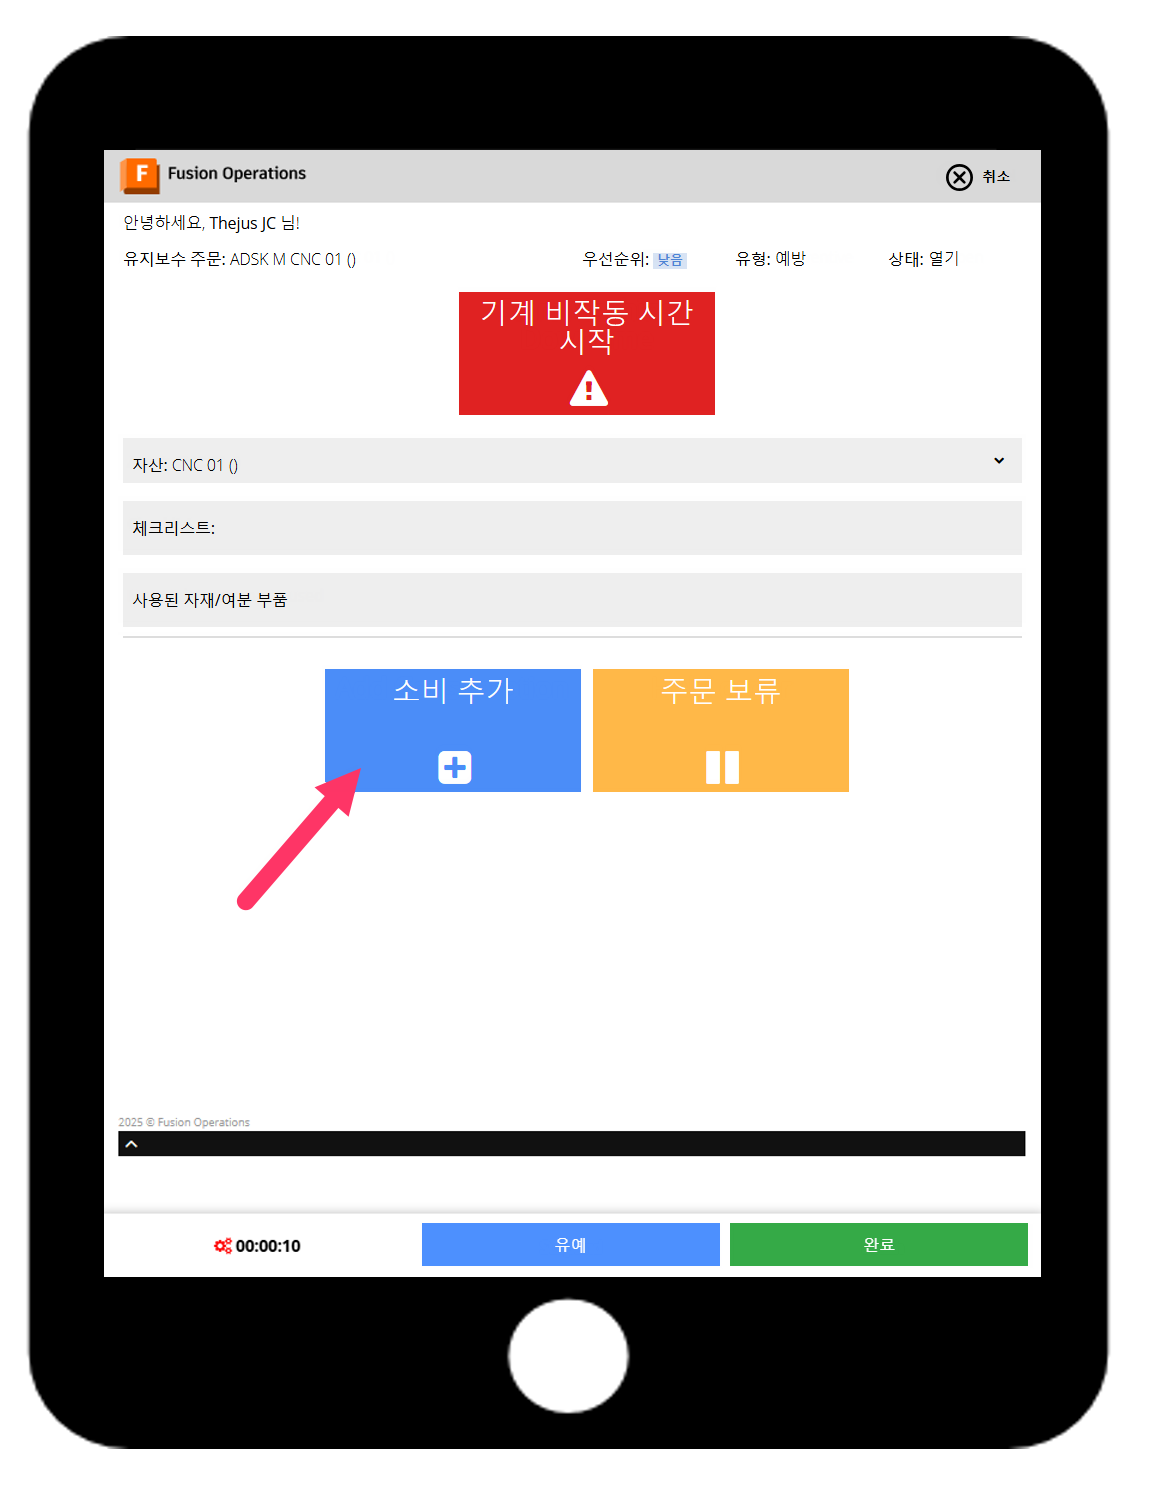 F Fusion Operations
취소
안녕하세요, Thejus JC 님!
유지보수 주문: ADSK M CNC 01 () 우선순위: 낮음 유형: 예방 상태: 열기
기계 비작동 시간
시작
자산: CNC 01 ()
체크리스트:
사용된 자재/여분 부품
소비 추가
주문 보류
2025 © Fusion Operations
00:00:10
유예
완료